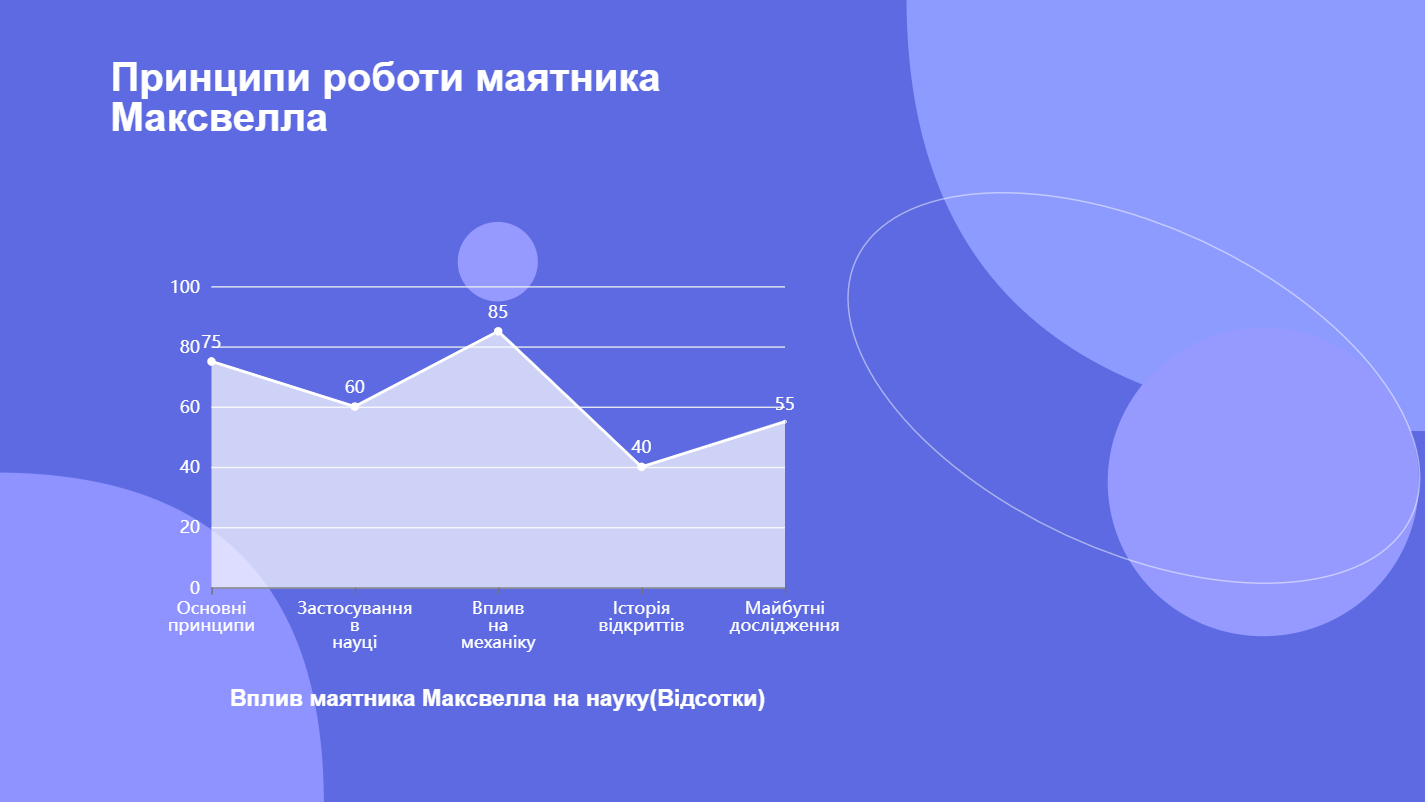 Принципи роботи маятника
Максвелла
100
80
60
40
20
0
75
60
85
40
55
Основні
принципи
Застосування
в
науці
Вплив
на
механіку
Історія
відкриттів
Майбутні
дослідження
Вплив маятника Максвелла на науку(Відсотки)